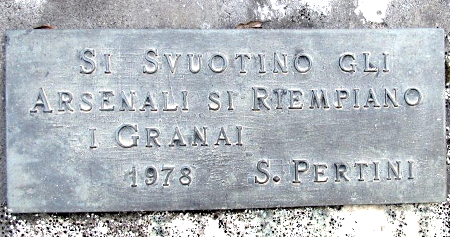 SI SVUOTINO GLI
ARSENALI SI RIEMPIANO
I GRANAI
1978 S. PERTINI